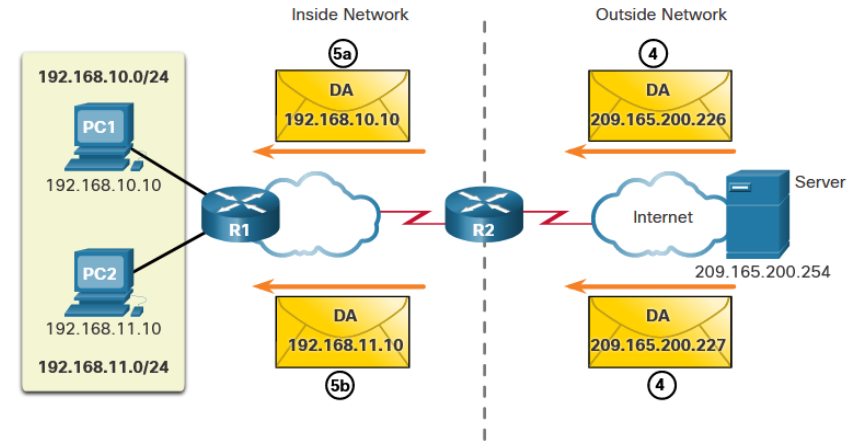 Inside Network
Outside Network
5a
4
192.168.10.0/24
DA
192.168.10.10
DA
209.165.200.226
PC1
192.168.10.10
R1
R2
Internet
Server
209.165.200.254
PC2
192.168.11.10
192.168.11.0/24
DA
192.168.11.10
DA
209.165.200.227
5b
4